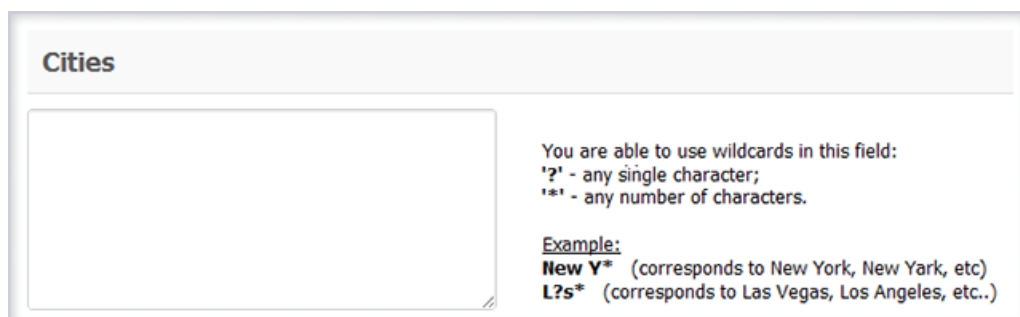 Cities
You are able to use wildcards in this field:
'?' - any single character;
'*' - any number of characters.
Example:
New Y* (corresponds to New York, New Yark, etc)
L?s* (corresponds to Las Vegas, Los Angeles, etc..)